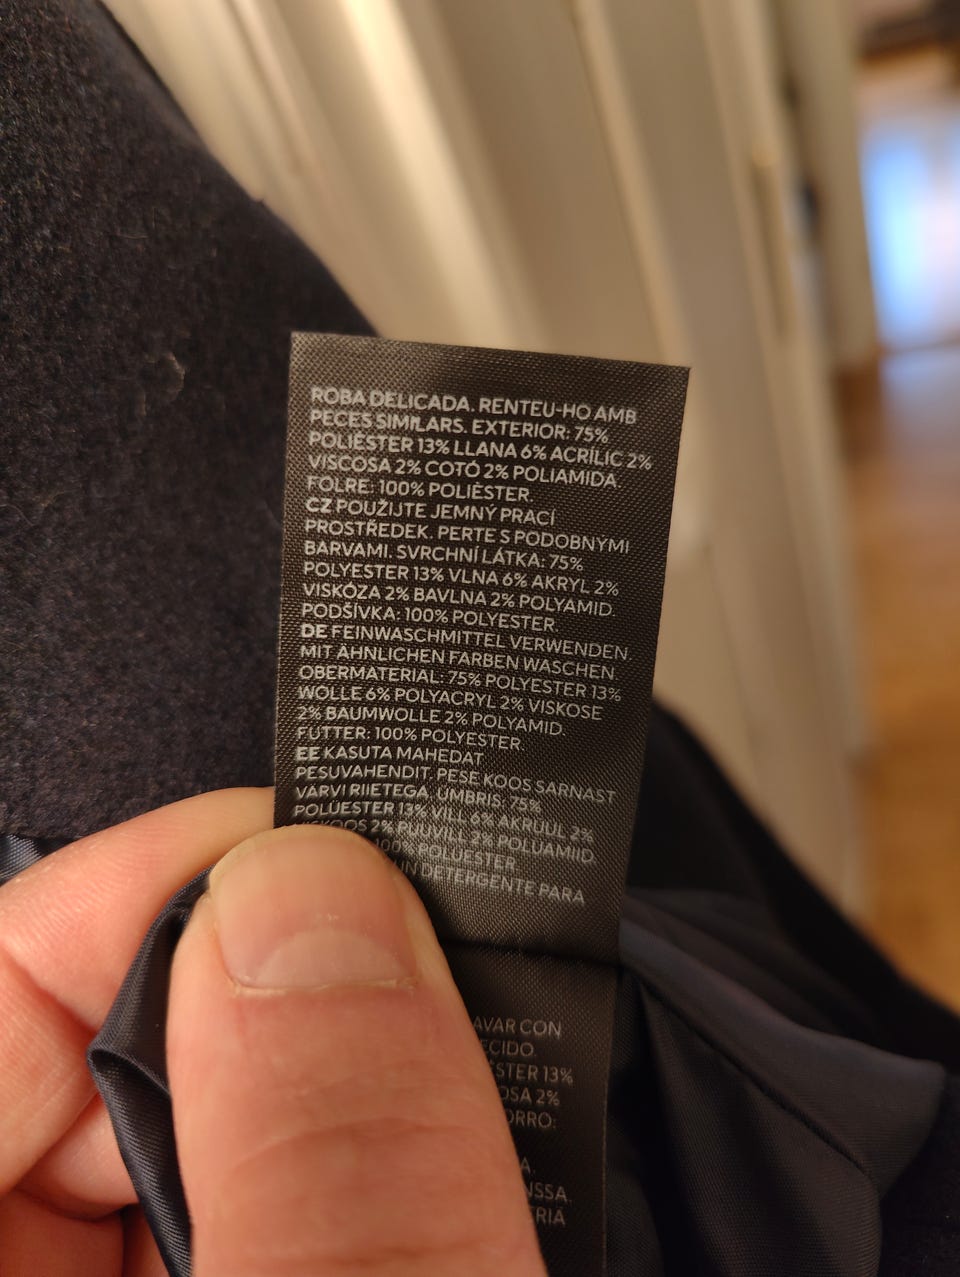 ROBA DELICADA. RENTEU-HO AMB
PECES SIMILARS. EXTERIOR: 75%
POLIÈSTER 13% LLANA 6% ACRÍLIC 2%
VISCOSA 2% COTÓ 2% POLIAMIDA.
FOLRE: 100% POLIÈSTER.
CZ POUŽIJTE JEMNÝ PRACÍ
PROSTŘEDEK. PERTE S PODOBNÝMI
BARVAMI. SVRCHNÍ LÁTKA: 75%
POLYESTER 13% VLNA 6% AKRYL 2%
VISKÓZA 2% BAVLNA 2% POLYAMID.
PODŠÍVKA: 100% POLYESTER.
DE FEINWASCHMITTEL VERWENDEN.
MIT ÄHNLICHEN FARBEN WASCHEN
OBERMATERIAL: 75% POLYESTER 13%
WOLLE 6% POLYACRYL 2% VISKOSE
2% BAUMWOLLE 2% POLYAMID.
FUTTER: 100% POLYESTER.
EE KASUTA MAHEDAT
PESUVAHENDIT. PESE KOOS SARNAST
VÄRVI RIIETEGA. ÜMBRIS: 75%
POLÜESTER 13% VILL 6% AKRÜÜL 2%
2% PUUVILL 2% POLÜAMIID.
100% POLÜESTER.
UN DETERGENTE PARA
CON
13%
2%